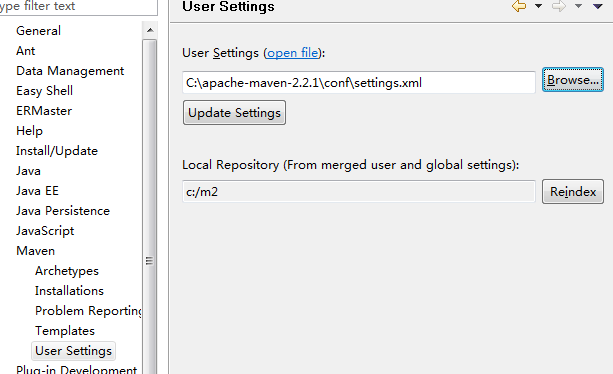 ype filter text
General
Ant
Data Management
Easy Shell
ERMaster
Help
Install/Update
Java
Java EE
Java Persistence
JavaScript
Maven
Archetypes
Installations
Problem Reporting
Templates
User Settings
Plug-in Development
User Settings
User Settings (open file):
C:\apache-maven-2.2.1\conf\settings.xml
Browse...
Update Settings
Local Repository (From merged user and global settings):
c:/m2
Reindex